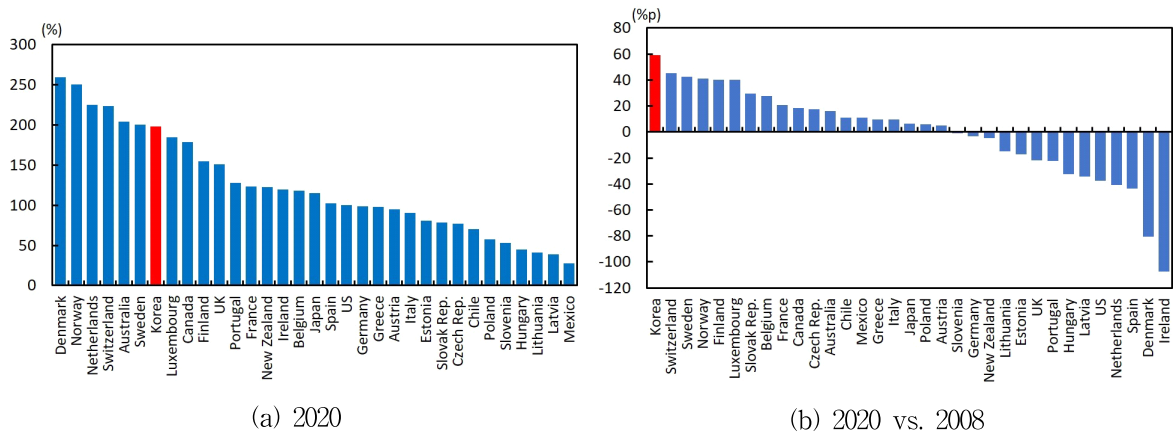 (%)
300
250
200
150
100
50
0
Denmark
Norway
Netherlands
Switzerland
Australia
Sweden
Korea
Luxembourg
Canada
Finland
UK
Portugal
France
New Zealand
Ireland
Belgium
Japan
Spain
US
Germany
Greece
Austria
Italy
Estonia
Slovak Rep.
Czech Rep.
Chile
Poland
Slovenia
Hungary
Lithuania
Latvia
Mexico
(a) 2020
(%p)
80
60
40
20
0
-20
-40
-60
-80
-100
-120
Korea
Switzerland
Sweden
Norway
Finland
Luxembourg
Slovak Rep.
Belgium
France
Canada
Czech Rep.
Australia
Chile
Mexico
Greece
Italy
Japan
Poland
Austria
Slovenia
Germany
New Zealand
Lithuania
Estonia
UK
Portugal
Hungary
Latvia
US
Netherlands
Spain
Denmark
Ireland
(b) 2020 vs. 2008